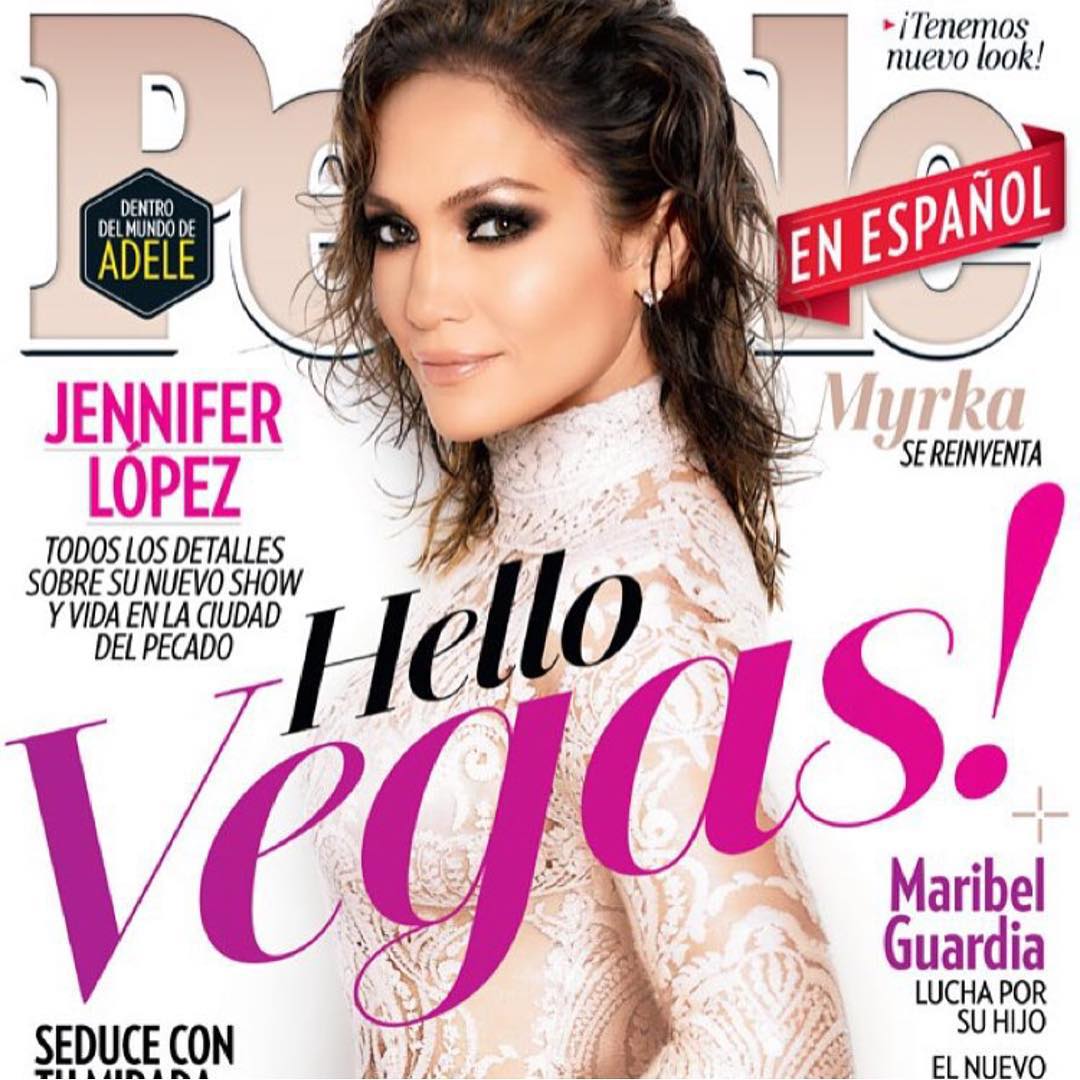 People
¡Tenemos
nuevo look!
EN ESPAÑOL
DENTRO
DEL MUNDO DE
ADELE
JENNIFER
LÓPEZ
TODOS LOS DETALLES
SOBRE SU NUEVO SHOW
Y VIDA EN LA CIUDAD
DEL PECADO
Myrka
SE REINVENTA
Hello
Vegas!
Maribel
Guardia
LUCHA POR
SU HIJO
EL NUEVO
SEDUCE CON
TU MIRADA